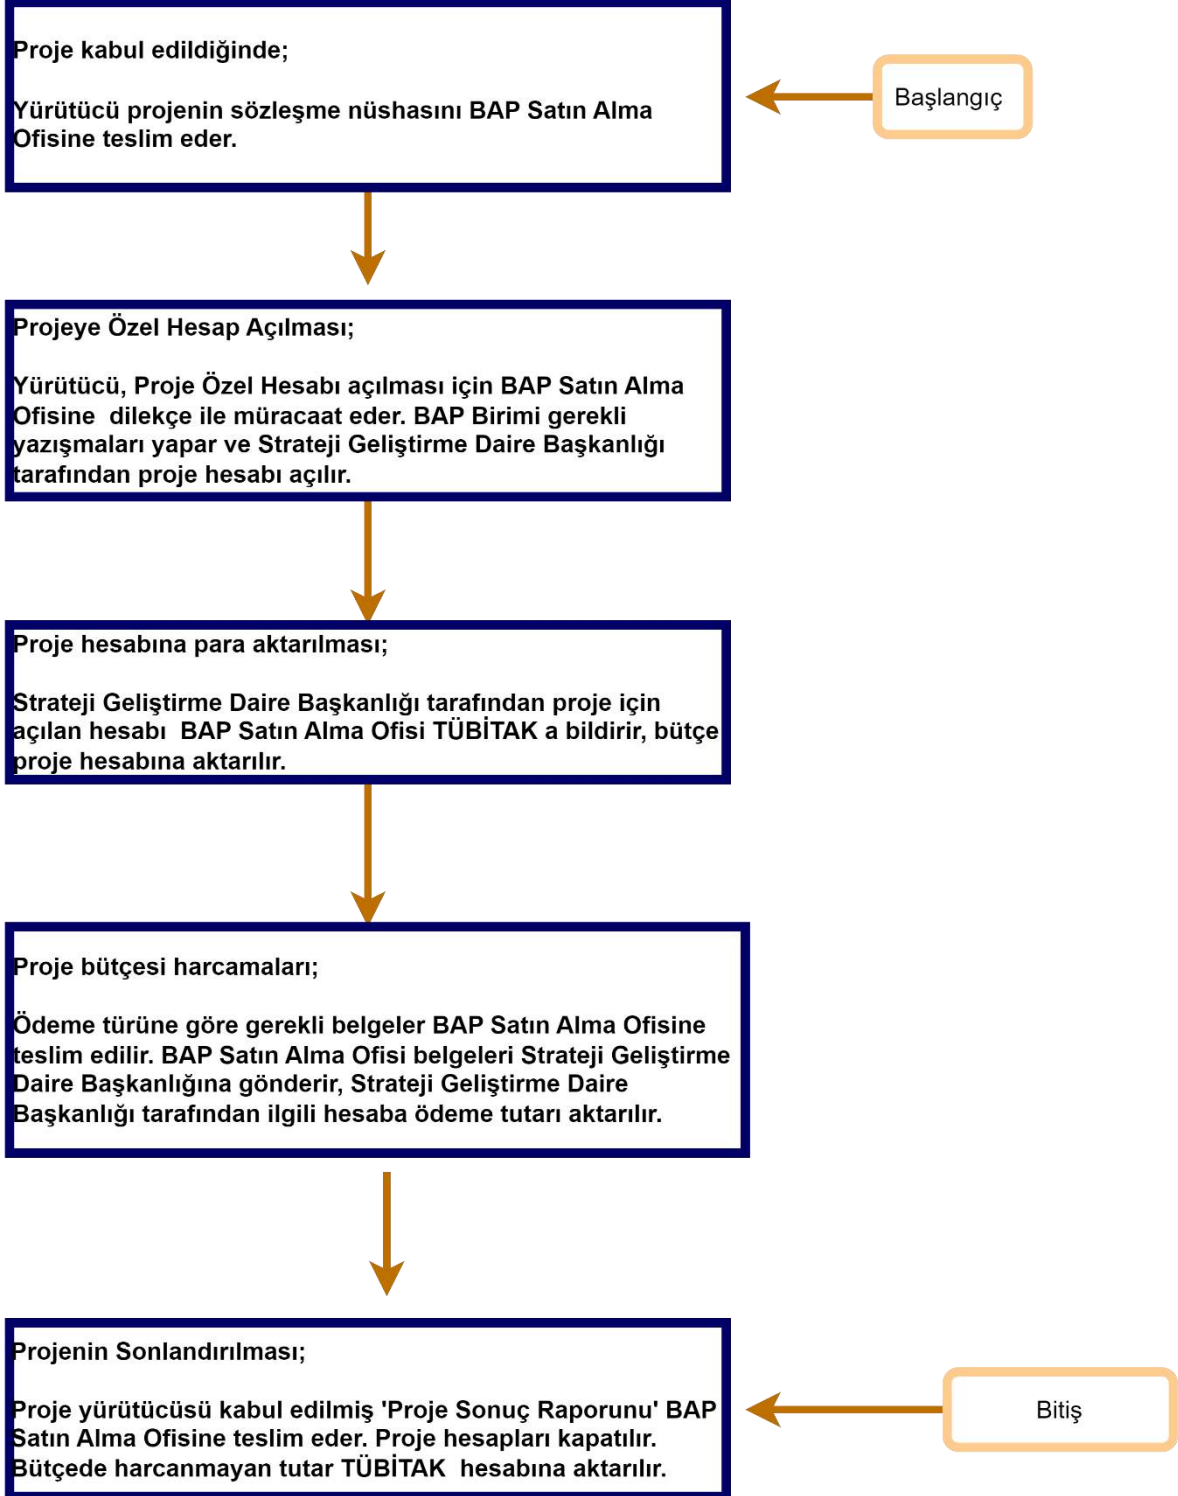 Proje kabul edildiğinde;
Yürütücü projenin sözleşme nüshasını BAP Satın Alma
Ofisine teslim eder.
Başlangıç
Projeye Özel Hesap Açılması;
Yürütücü, Proje Özel Hesabı açılması için BAP Satın Alma
Ofisine  dilekçe ile müracaat eder. BAP Birimi gerekli
yazışmaları yapar ve Strateji Geliştirme Daire Başkanlığı
tarafından proje hesabı açılır.
Proje hesabına para aktarılması;
Strateji Geliştirme Daire Başkanlığı tarafından proje için
açılan hesabı  BAP Satın Alma Ofisi TÜBİTAK a bildirir, bütçe
proje hesabına aktarılır.
Proje bütçesi harcamaları;
Ödeme türüne göre gerekli belgeler BAP Satın Alma Ofisine
teslim edilir. BAP Satın Alma Ofisi belgeleri Strateji Geliştirme
Daire Başkanlığına gönderir, Strateji Geliştirme Daire
Başkanlığı tarafından ilgili hesaba ödeme tutarı aktarılır.
Projenin Sonlandırılması;
Proje yürütücüsü kabul edilmiş 'Proje Sonuç Raporunu' BAP
Satın Alma Ofisine teslim eder. Proje hesapları kapatılır.
Bütçede harcanmayan tutar TÜBİTAK  hesabına aktarılır.
Bitiş